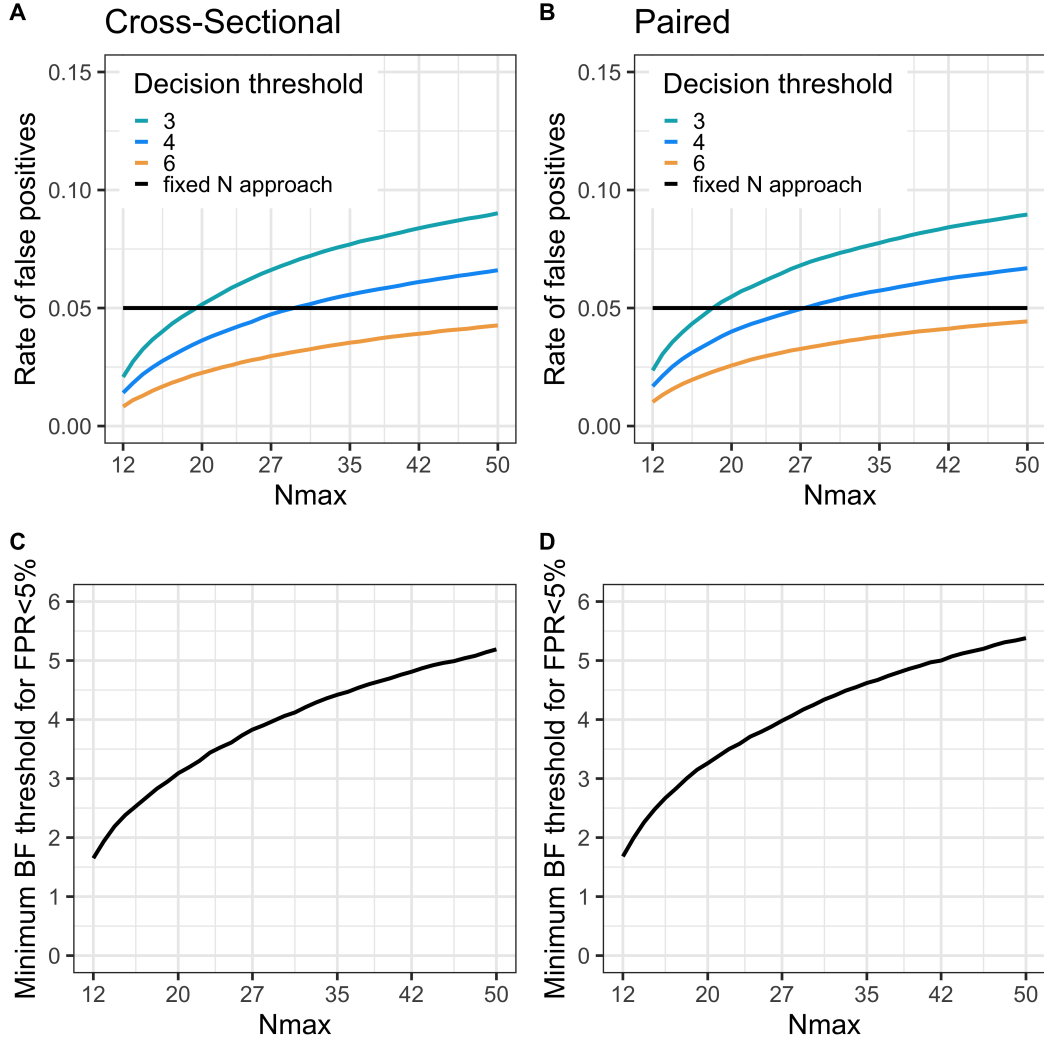 A
Cross-Sectional
Rate of false positives
0.15
0.10
0.05
0.00
Decision threshold
3
4
6
fixed N approach
12 20 27 35 42 50
Nmax
B
Paired
Rate of false positives
0.15
0.10
0.05
0.00
Decision threshold
3
4
6
fixed N approach
12 20 27 35 42 50
Nmax
C
Minimum BF threshold for FPR<5%
6
5
4
3
2
1
0
12 20 27 35 42 50
Nmax
D
Minimum BF threshold for FPR<5%
6
5
4
3
2
1
0
12 20 27 35 42 50
Nmax